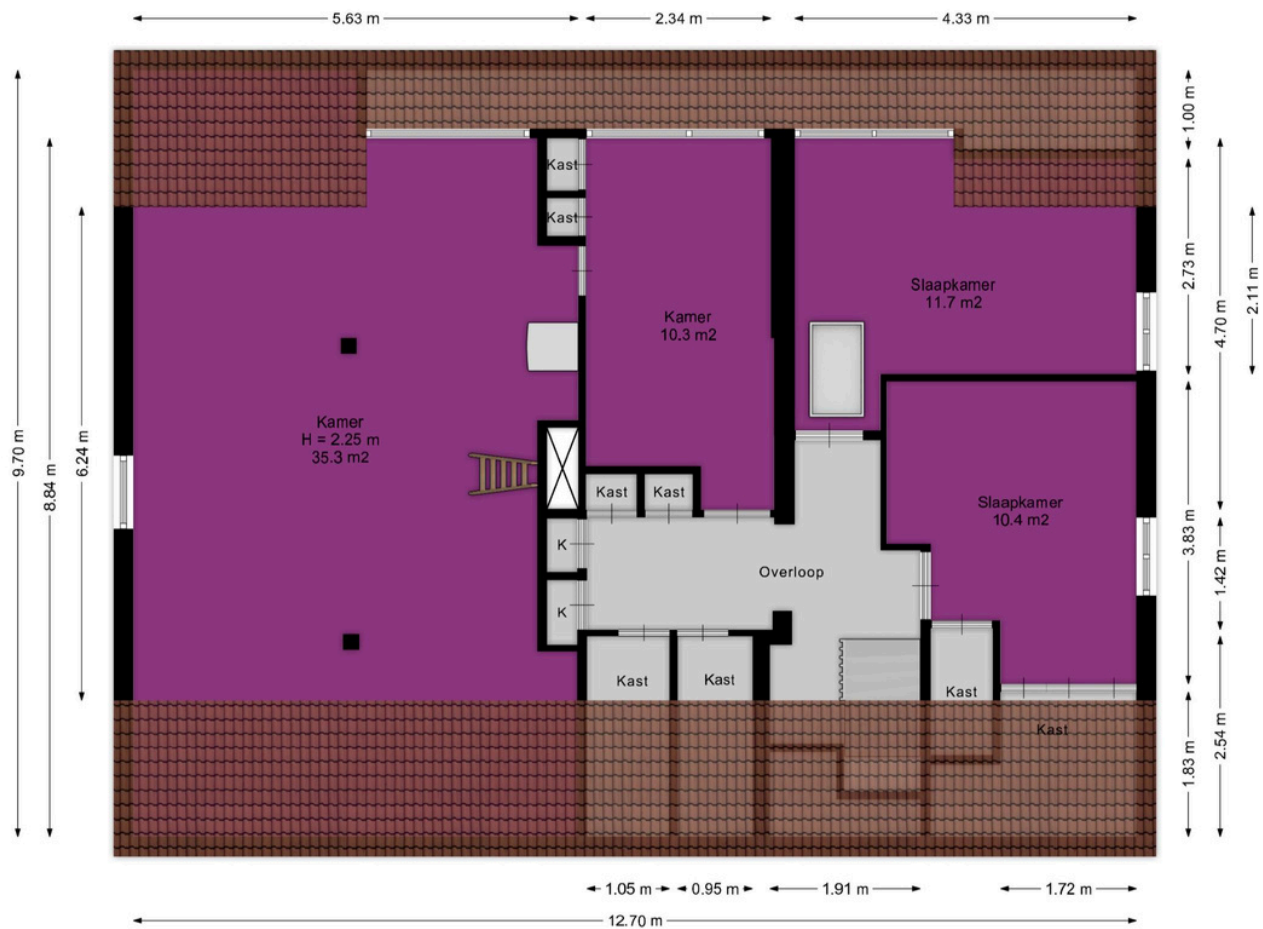 5.63 m
2.34 m
4.33 m
1.00 m
Kast
Kast
2.73 m
2.11 m
Slaapkamer
11.7 m2
Kamer
10.3 m2
4.70 m
Kamer
H = 2.25 m
35.3 m2
9.70 m
8.84 m
6.24 m
Kast
Kast
Slaapkamer
10.4 m2
3.83 m
K
Overloop
1.42 m
K
Kast
Kast
Kast
Kast
1.83 m
2.54 m
1.05 m
0.95 m
1.91 m
1.72 m
12.70 m